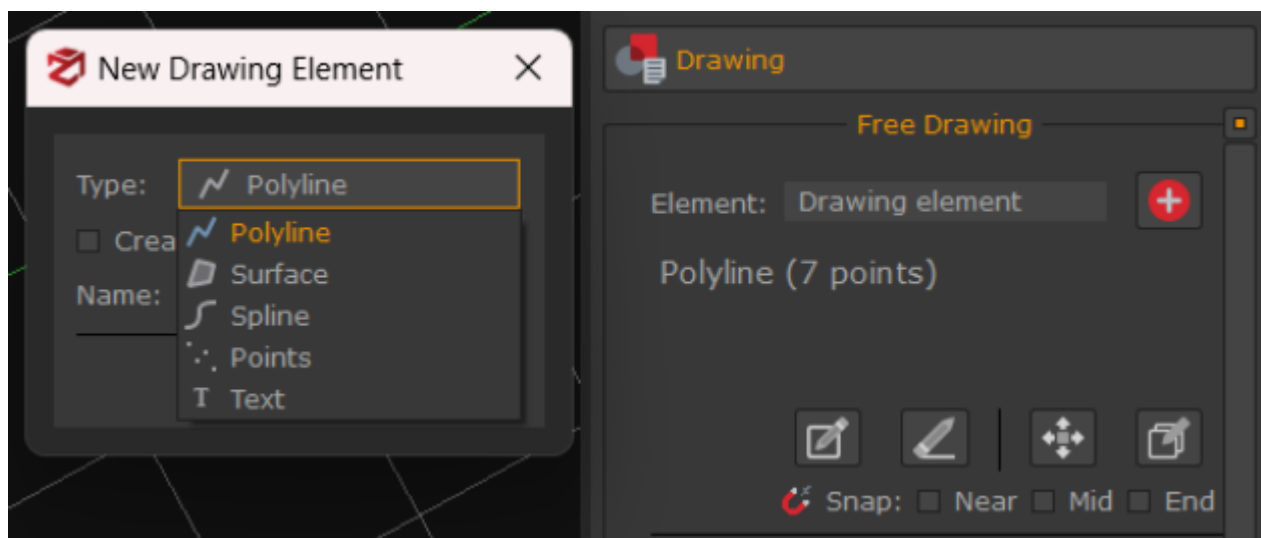 New Drawing Element
Type: Polyline
Polyline
Crea
Surface
Name:
Spline
Points
T Text
Drawing
Free Drawing
Element: Drawing element
Polyline (7 points)
Snap: Near Mid End